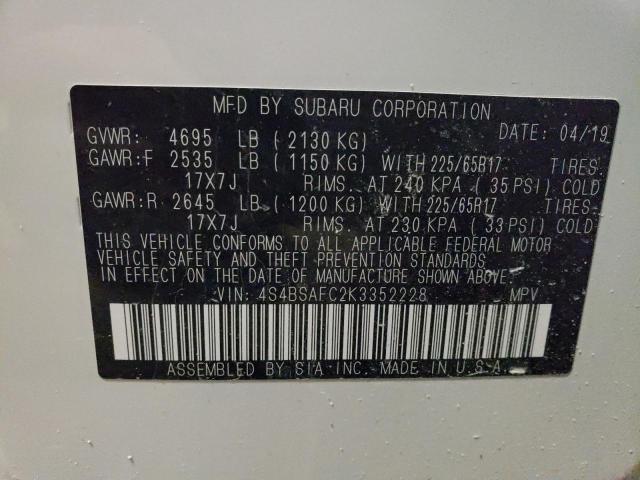 MFD BY SUBARU CORPORATION
GVWR: 4695 LB (2130 KG) DATE: 04/19
GAWR:F 2535 LB (1150 KG) WITH 225/65R17 TIRES
17X7J RIMS, AT 240 KPA (35 PSI) COLD
GAWR:R 2645 LB (1200 KG) WITH 225/65R17 TIRES
17X7J RIMS, AT 230 KPA (33 PSI) COLD
THIS VEHICLE CONFORMS TO ALL APPLICABLE FEDERAL MOTOR
VEHICLE SAFETY AND THEFT PREVENTION STANDARDS
IN EFFECT ON THE DATE OF MANUFACTURE SHOWN ABOVE.
VIN: 4S4BSAFC2K3352228 MPV
ASSEMBLED BY SIA INC. MADE IN U.S.A.